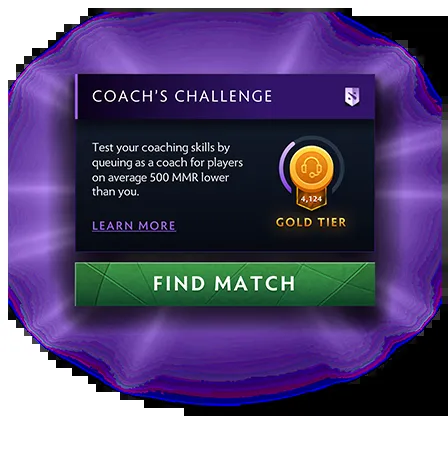 COACH'S CHALLENGE
Test your coaching skills by
queuing as a coach for players
on average 500 MMR lower
than you.
4,124
GOLD TIER
LEARN MORE
FIND MATCH